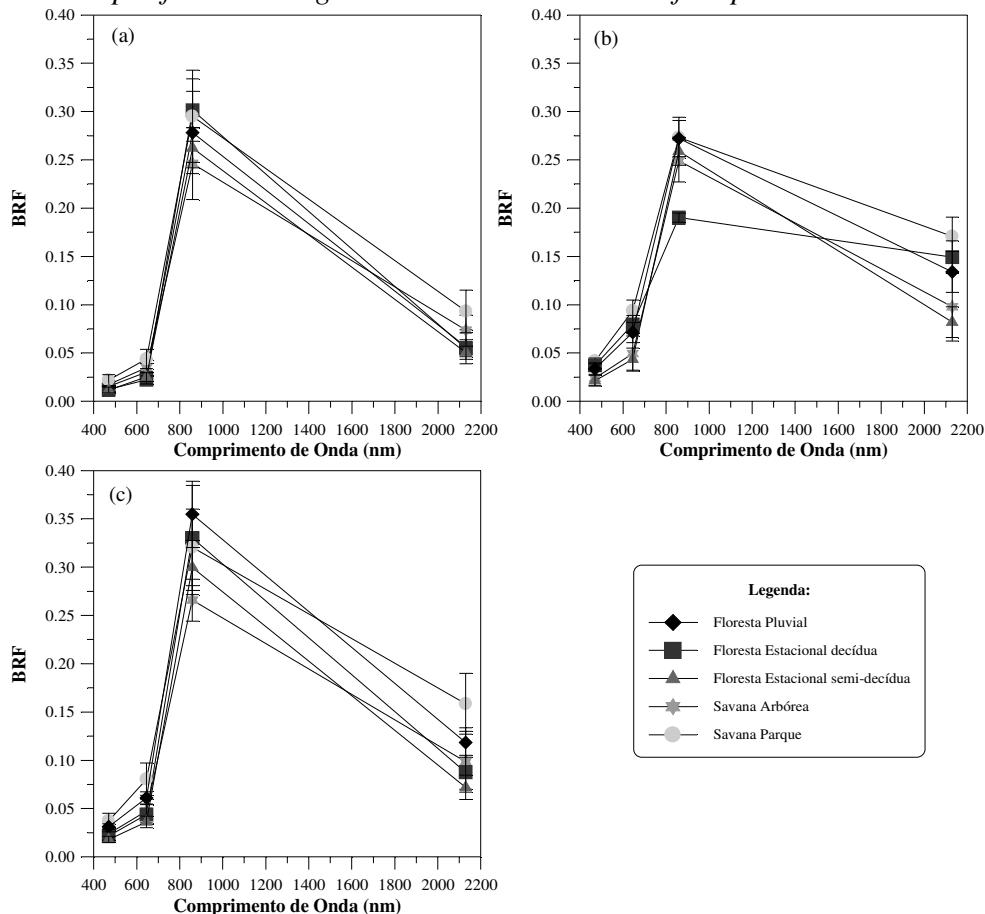 (a)
0.40
0.35
0.30
0.25
0.20
0.15
0.10
0.05
0.00
BRF
400 600 800 1000 1200 1400 1600 1800 2000 2200
Comprimento de Onda (nm)
(b)
0.40
0.35
0.30
0.25
0.20
0.15
0.10
0.05
0.00
BRF
400 600 800 1000 1200 1400 1600 1800 2000 2200
Comprimento de Onda (nm)
(c)
0.40
0.35
0.30
0.25
0.20
0.15
0.10
0.05
0.00
BRF
400 600 800 1000 1200 1400 1600 1800 2000 2200
Comprimento de Onda (nm)
Legenda:
Floresta Pluvial
Floresta Estacional decídua
Floresta Estacional semi-decídua
Savana Arbórea
Savana Parque